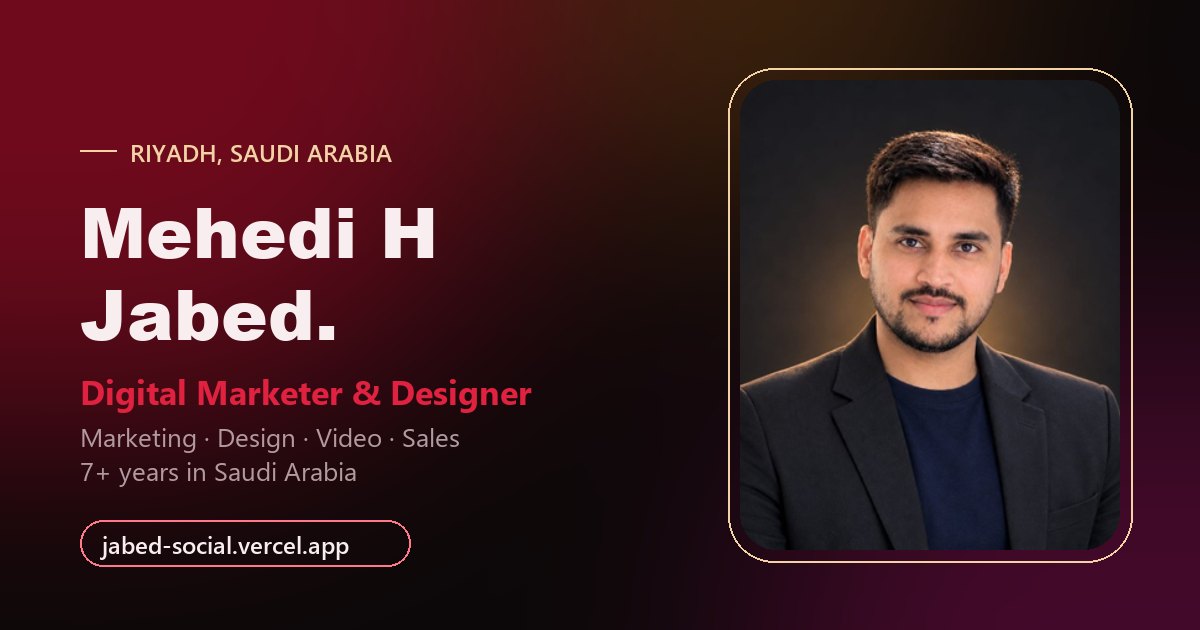 RIYADH, SAUDI ARABIA
Mehedi H
Jabed.
Digital Marketer & Designer
Marketing · Design · Video · Sales
7+ years in Saudi Arabia
jabed-social.vercel.app